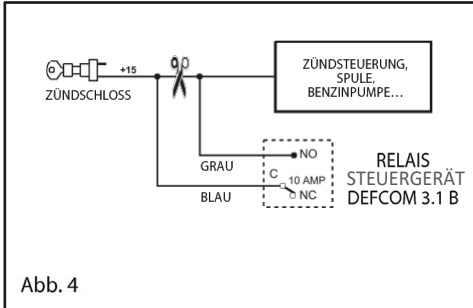 +15
ZÜNDSCHLOSS
ZÜNDSTEUERUNG,
SPULE,
BENZINPUMPE...
GRAU
BLAU
NO
C
10 AMP
NC
RELAIS
STEUERGERÄT
DEFCOM 3.1 B
Abb. 4